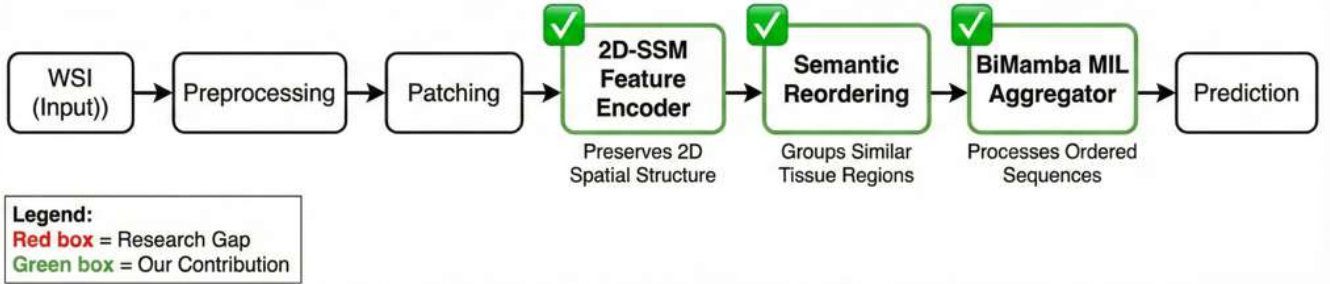 WSI
(Input))
Preprocessing
Patching
2D-SSM
Feature
Encoder
Preserves 2D
Spatial Structure
Semantic
Reordering
Groups Similar
Tissue Regions
BiMamba MIL
Aggregator
Processes Ordered
Sequences
Prediction
Legend:
Red box = Research Gap
Green box = Our Contribution